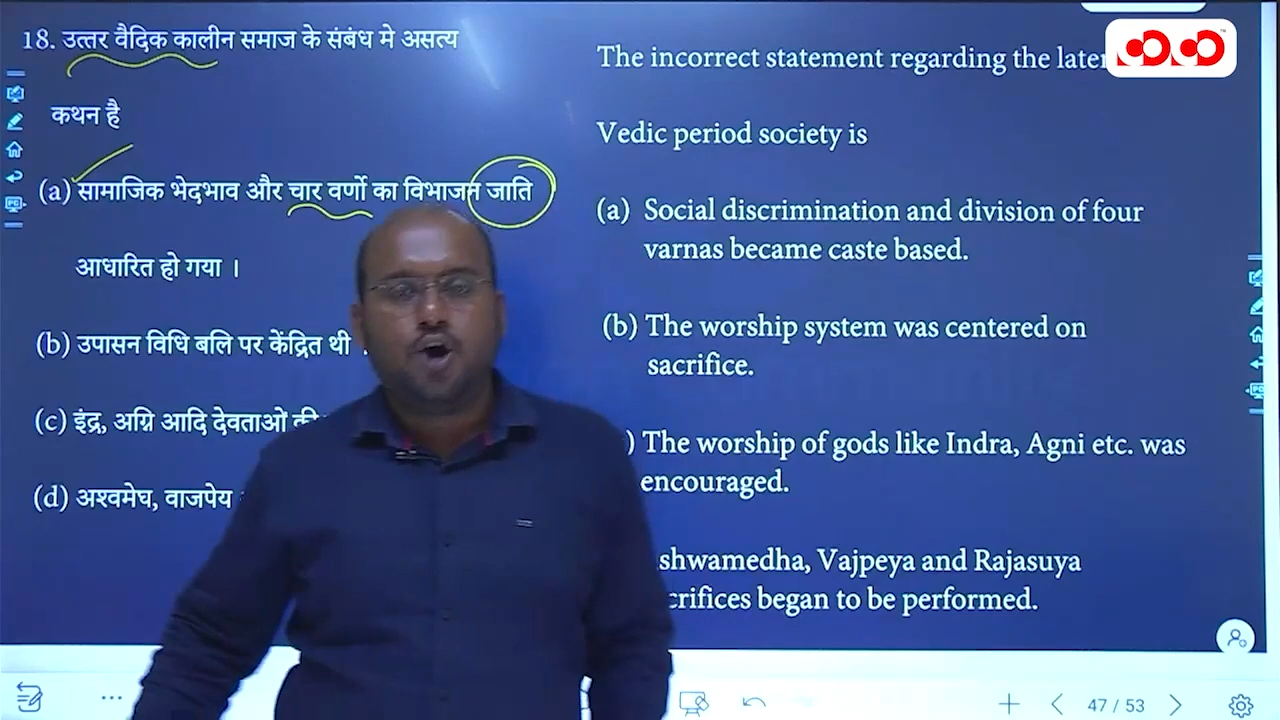 18. उत्तर वैदिक कालीन समाज के संबंध मे असत्य
कथन है
(a) सामाजिक भेदभाव और चार वर्णो का विभाजन जाति
आधारित हो गया ।
(b) उपासन विधि बलि पर केंद्रित थी
(c) इंद्र, अग्नि आदि देवताओं की
(d) अश्वमेघ, वाजपेय
The incorrect statement regarding the later
Vedic period society is
(a) Social discrimination and division of four
varnas became caste based.
(b) The worship system was centered on
sacrifice.
) The worship of gods like Indra, Agni etc. was
encouraged.
shwamedha, Vajpeya and Rajasuya
crifices began to be performed.
47 / 53